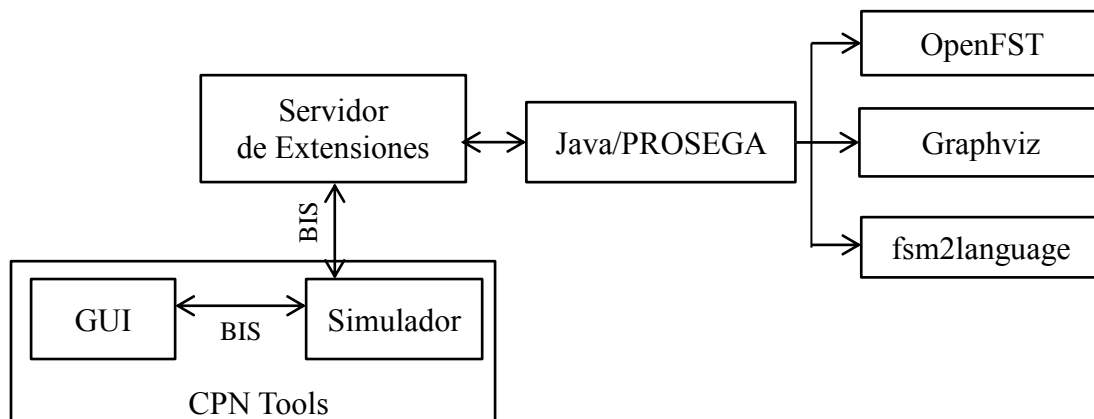 OpenFST
Servidor
de Extensiones
Java/PROSEGA
Graphviz
BIS
fsm2language
GUI
BIS
Simulador
CPN Tools